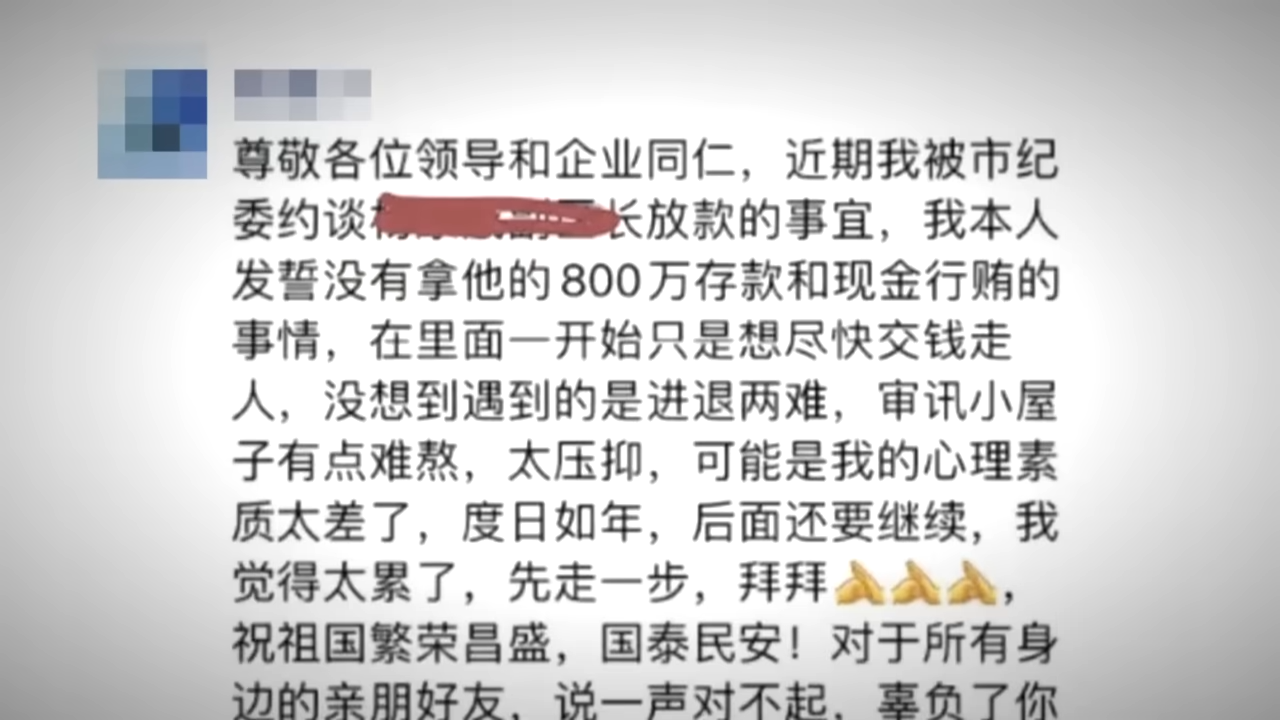 尊敬各位领导和企业同仁，近期我被市纪
委约谈长放款的事宜，我本人
发誓没有拿他的800万存款和现金行贿的
事情，在里面一开始只是想尽快交钱走
人，没想到遇到的是进退两难，审讯小屋
子有点难熬，太压抑，可能是我的心理素
质太差了，度日如年，后面还要继续，我
觉得太累了，先走一步，拜拜🙏🙏🙏，
祝祖国繁荣昌盛，国泰民安！对于所有身
边的亲朋好友，说一声对不起，辜负了你